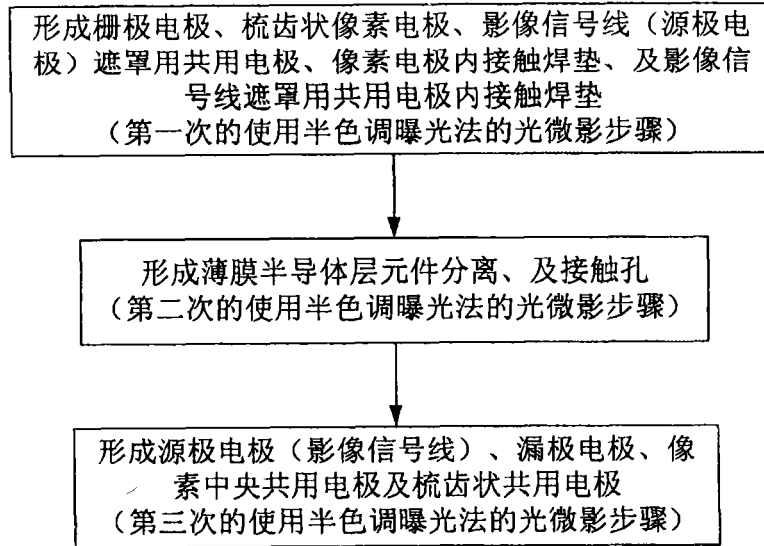 形成栅极电极、梳齿状像素电极、影像信号线（源极电
极）遮罩用共用电极、像素电极内接触焊垫、及影像信
号线遮罩用共用电极内接触焊垫
（第一次的使用半色调曝光法的光微影步骤）
形成薄膜半导体层元件分离、及接触孔
（第二次的使用半色调曝光法的光微影步骤）
形成源极电极（影像信号线）、漏极电极、像
素中央共用电极及梳齿状共用电极
（第三次的使用半色调曝光法的光微影步骤）